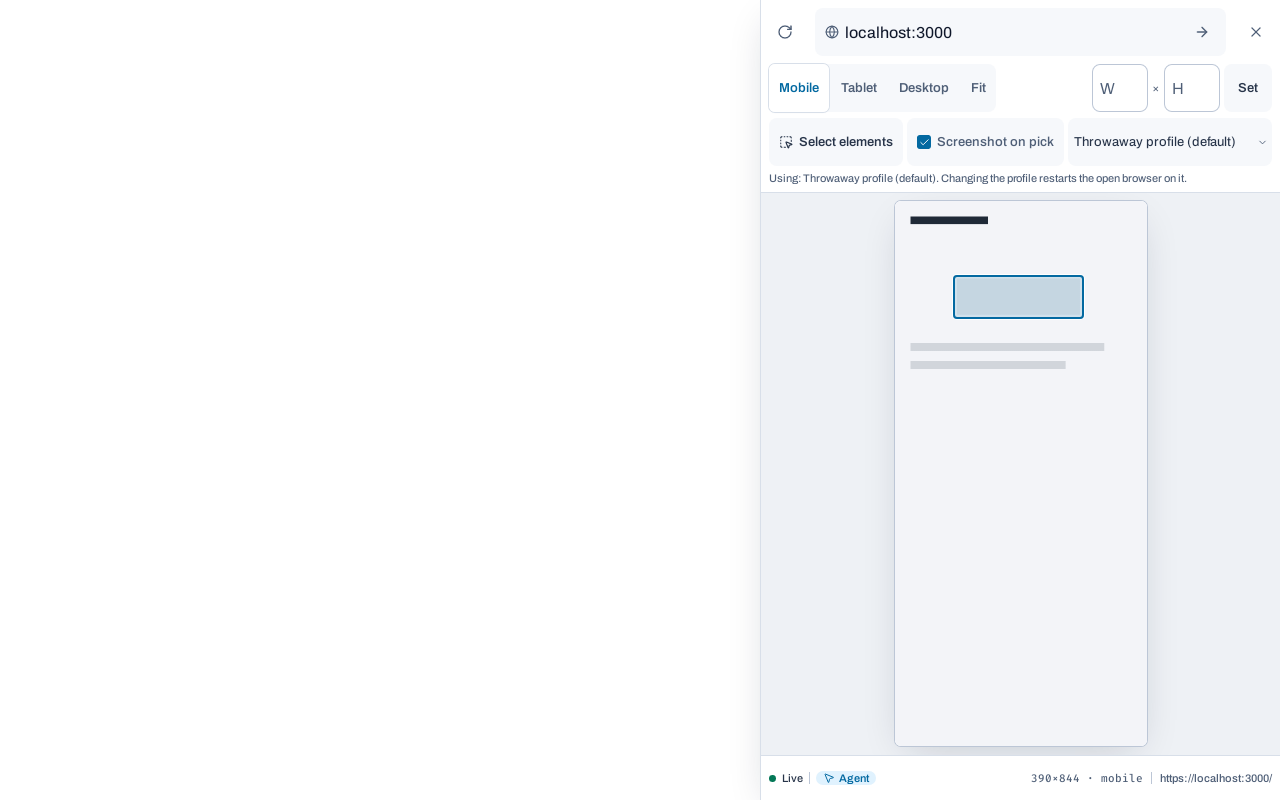 localhost:3000
Mobile Tablet Desktop Fit W × H Set
Select elements Screenshot on pick Throwaway profile (default)
Using: Throwaway profile (default). Changing the profile restarts the open browser on it.
Live Agent 390×844 · mobile https://localhost:3000/